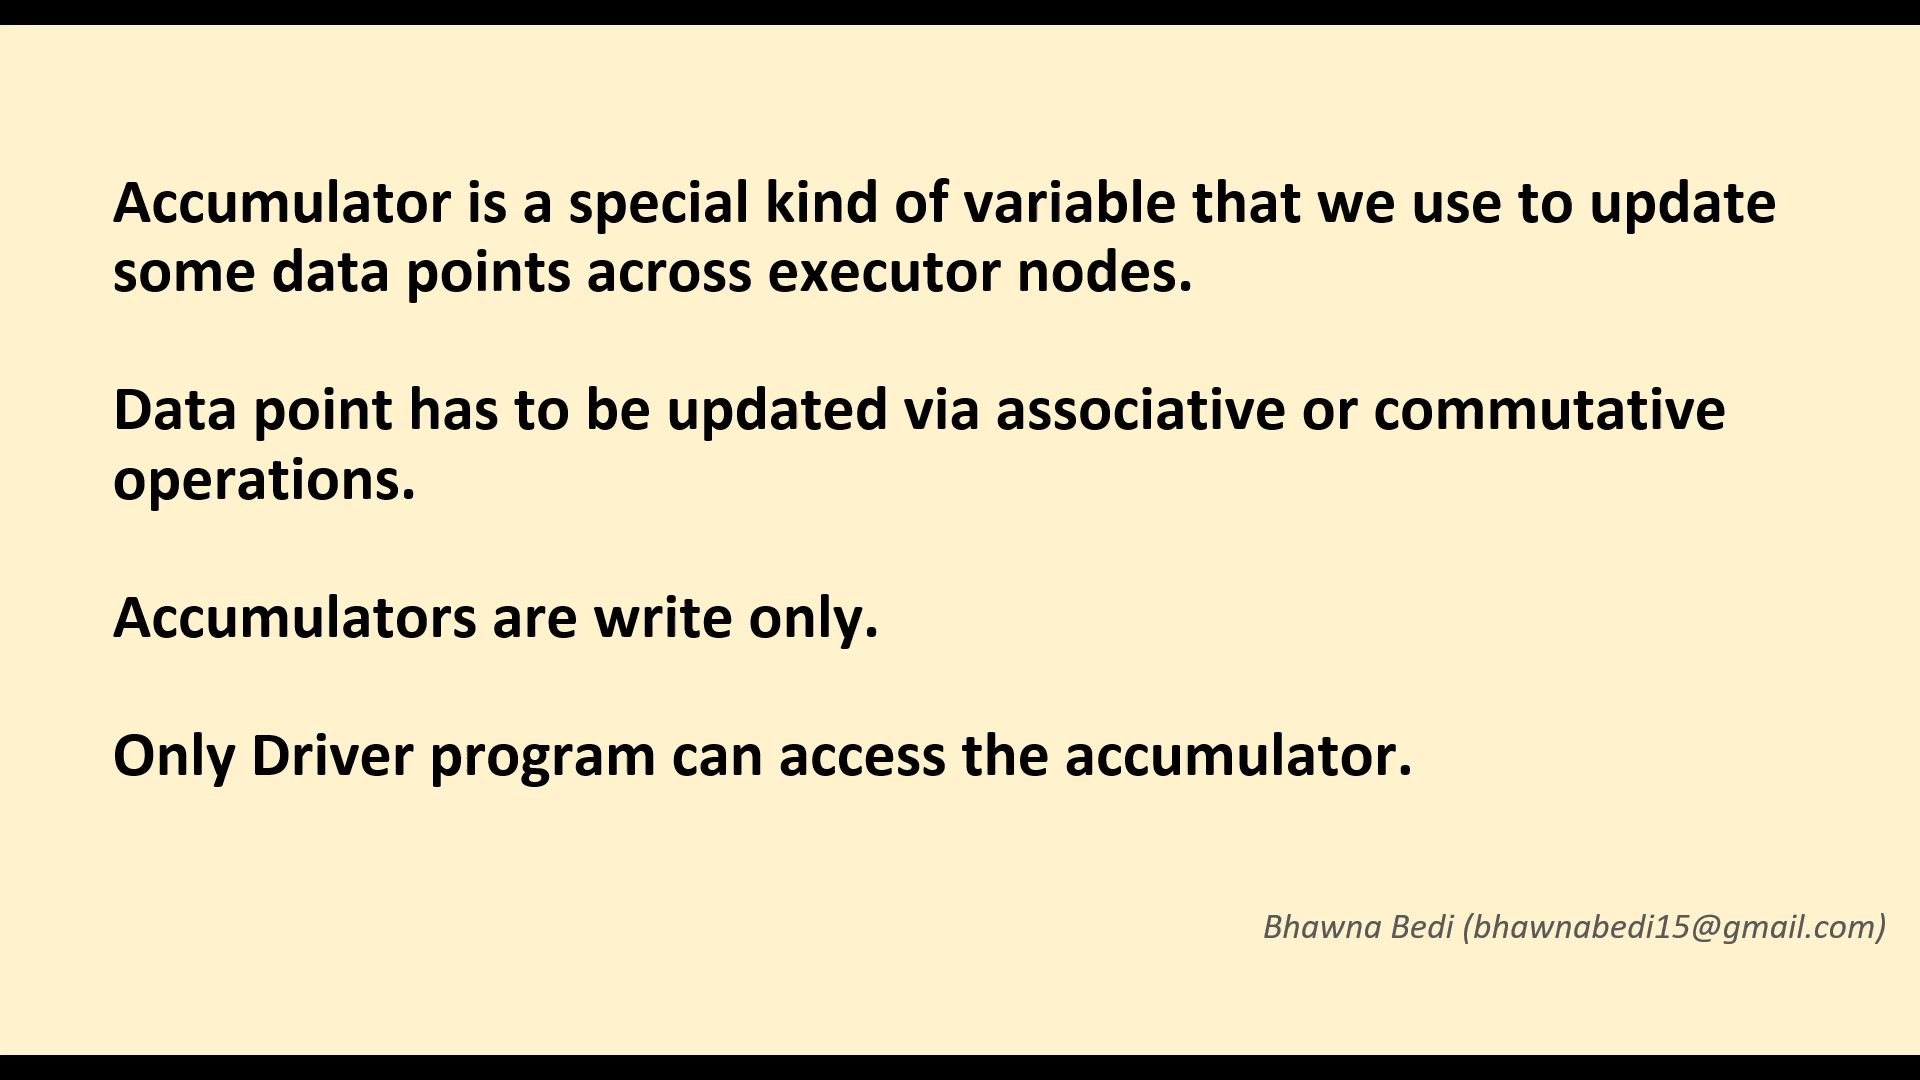 Accumulator is a special kind of variable that we use to update
some data points across executor nodes.
Data point has to be updated via associative or commutative
operations.
Accumulators are write only.
Only Driver program can access the accumulator.
Bhawna Bedi (bhawnabedi15@gmail.com)